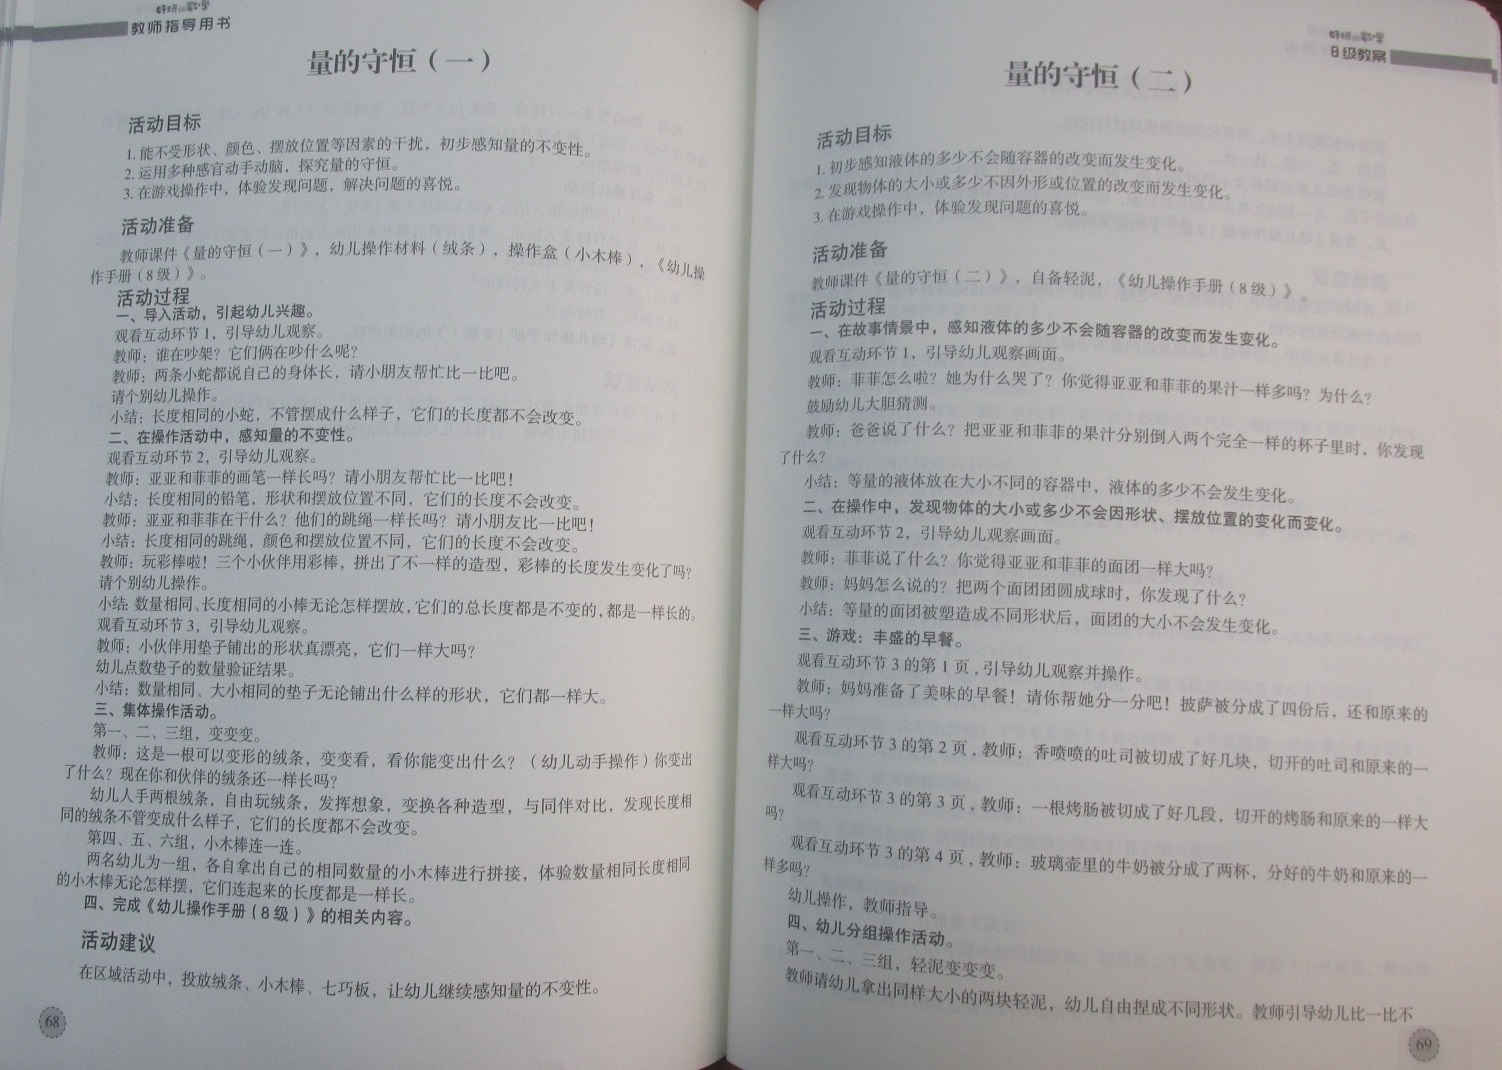 好玩的数学
教师指导用书
量的守恒（一）
活动目标
1. 能不受形状、颜色、摆放位置等因素的干扰，初步感知量的不变性。
2. 运用多种感官动手动脑，探究量的守恒。
3. 在游戏操作中，体验发现问题，解决问题的喜悦。
活动准备
教师课件《量的守恒（一）》，幼儿操作材料（绒条），操作盒（小木棒），《幼儿操
作手册（8级）》。
活动过程
一、导入活动，引起幼儿兴趣。
观看互动环节1，引导幼儿观察。
教师：谁在吵架？它们俩在吵什么呢？
教师：两条小蛇都说自己的身体长，请小朋友帮忙比一比吧。
请个别幼儿操作。
小结：长度相同的小蛇，不管摆成什么样子，它们的长度都不会改变。
二、在操作活动中，感知量的不变性。
观看互动环节2，引导幼儿观察。
教师：亚亚和菲菲的画笔一样长吗？请小朋友帮忙比一比吧！
小结：长度相同的铅笔，形状和摆放位置不同，它们的长度不会改变。
教师：亚亚和菲菲在干什么？他们的跳绳一样长吗？请小朋友比一比吧！
小结：长度相同的跳绳，颜色和摆放位置不同，它们的长度不会改变。
教师：玩彩棒啦！三个小伙伴用彩棒，拼出了不一样的造型，彩棒的长度发生变化了吗？
请个别幼儿操作。
小结：数量相同、长度相同的小棒无论怎样摆放，它们的总长度都是不变的，都是一样长的。
观看互动环节3，引导幼儿观察。
教师：小伙伴用垫子铺出的形状真漂亮，它们一样大吗？
幼儿点数垫子的数量验证结果。
小结：数量相同、大小相同的垫子无论铺出什么样的形状，它们都一样大。
三、集体操作活动。
第一、二、三组，变变变。
教师：这是一根可以变形的绒条，变变看，看你能变出什么？（幼儿动手操作）你变出
了什么？现在你和伙伴的绒条还一样长吗？
幼儿人手两根绒条，自由玩绒条，发挥想象，变换各种造型，与同伴对比，发现长度相
同的绒条不管变成什么样子，它们的长度都不会改变。
第四、五、六组，小木棒连一连。
两名幼儿为一组，各自拿出自己的相同数量的小木棒进行拼接，体验数量相同长度相同
的小木棒无论怎样摆，它们连起来的长度都是一样长。
四、完成《幼儿操作手册（8级）》的相关内容。
活动建议
在区域活动中，投放绒条、小木棒、七巧板，让幼儿继续感知量的不变性。
68
好玩的数学
8级教案
量的守恒（二）
活动目标
1. 初步感知液体的多少不会随容器的改变而发生变化。
2. 发现物体的大小或多少不因外形或位置的改变而发生变化。
3. 在游戏操作中，体验发现问题的喜悦。
活动准备
教师课件《量的守恒（二）》，自备轻泥，《幼儿操作手册（8级）》。
活动过程
一、在故事情景中，感知液体的多少不会随容器的改变而发生变化。
观看互动环节1，引导幼儿观察画面。
教师：菲菲怎么啦？她为什么哭了？你觉得亚亚和菲菲的果汁一样多吗？为什么？
鼓励幼儿大胆猜测。
教师：爸爸说了什么？把亚亚和菲菲的果汁分别倒入两个完全一样的杯子里时，你发现
了什么？
小结：等量的液体放在大小不同的容器中，液体的多少不会发生变化。
二、在操作中，发现物体的大小或多少不会因形状、摆放位置的变化而变化。
观看互动环节2，引导幼儿观察画面。
教师：菲菲说了什么？你觉得亚亚和菲菲的面团一样大吗？
教师：妈妈怎么说的？把两个面团团圆成球时，你发现了什么？
小结：等量的面团被塑造成不同形状后，面团的大小不会发生变化。
三、游戏：丰盛的早餐。
观看互动环节3的第1页，引导幼儿观察并操作。
教师：妈妈准备了美味的早餐！请你帮她分一分吧！披萨被分成了四份后，还和原来的
一样大吗？
观看互动环节3的第2页，教师：香喷喷的吐司被切成了好几块，切开的吐司和原来的一
样大吗？
观看互动环节3的第3页，教师：一根烤肠被切成了好几段，切开的烤肠和原来的一样大
吗？
观看互动环节3的第4页，教师：玻璃壶里的牛奶被分成了两杯，分好的牛奶和原来的一
样多吗？
幼儿操作，教师指导。
四、幼儿分组操作活动。
第一、二、三组，轻泥变变变。
教师请幼儿拿出同样大小的两块轻泥，幼儿自由捏成不同形状。教师引导幼儿比一比不
69